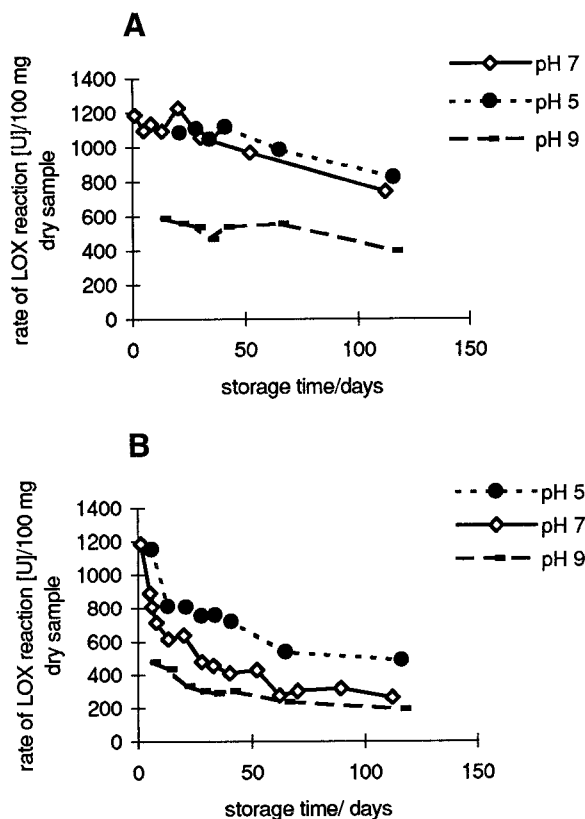 A
pH 7
pH 5
pH 9
1400
1200
1000
800
600
400
200
0
rate of LOX reaction [U]/100 mg
dry sample
0 50 100 150
storage time/days
B
pH 5
pH 7
pH 9
1400
1200
1000
800
600
400
200
0
rate of LOX reaction [U]/100 mg
dry sample
0 50 100 150
storage time/ days